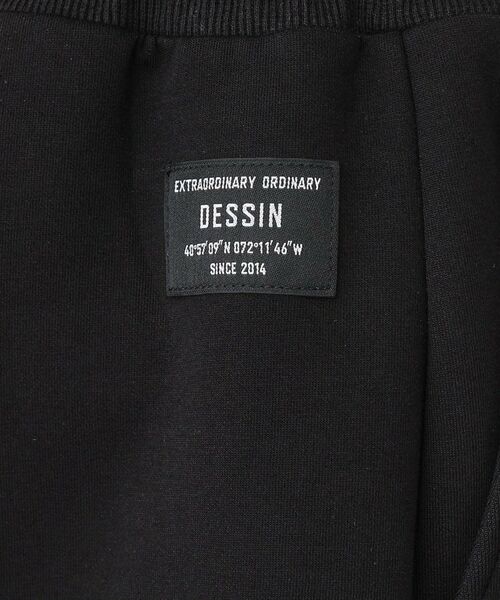 EXTRAORDINARY ORDINARY
DESSIN
40°57'09"N 072°11'46"W
SINCE 2014